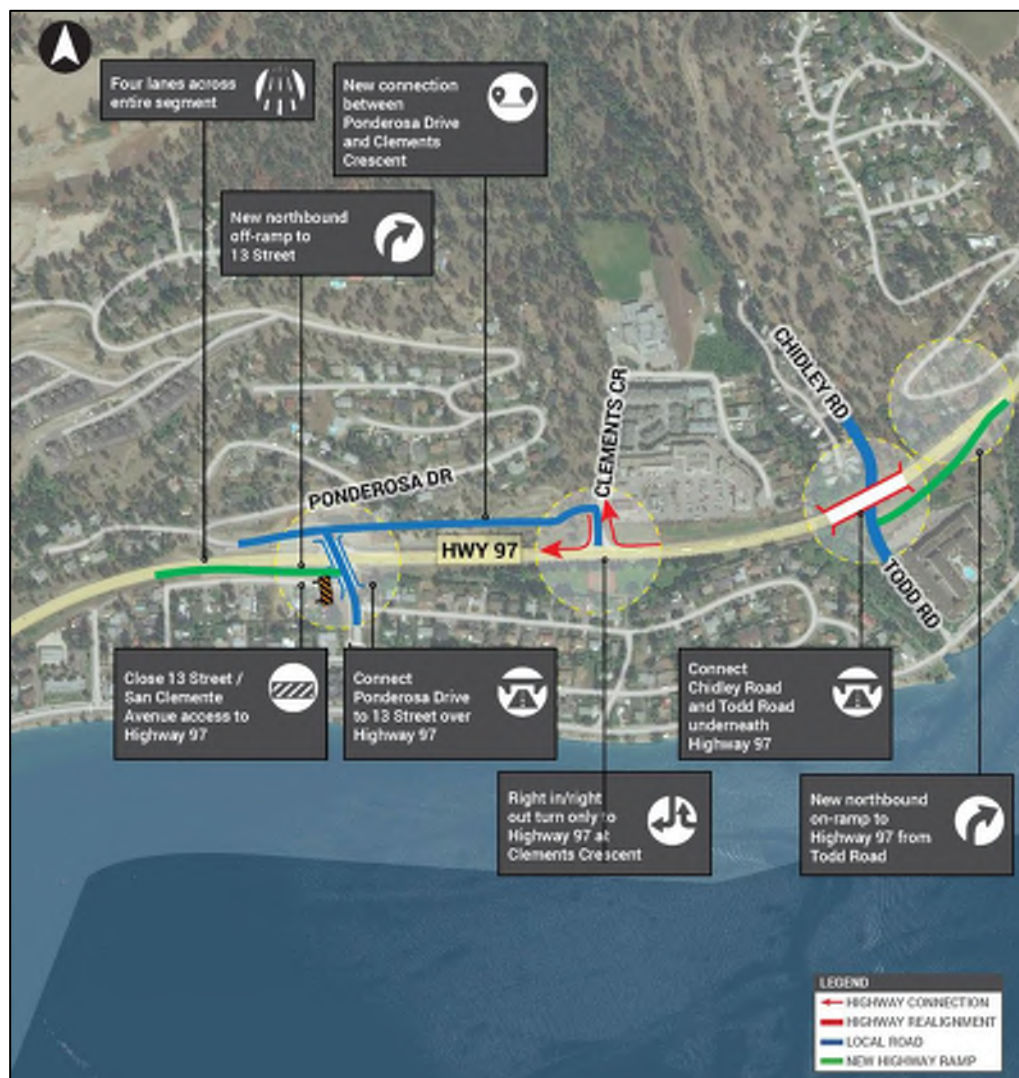 Four lanes across
entire segment
New connection
between
Ponderosa Drive
and Clements
Crescent
New northbound
off-ramp to
13 Street
CHIDLEY RD
CLEMENTS CR
PONDEROSA DR
HWY 97
TODD RD
Close 13 Street /
San Clemente
Avenue access to
Highway 97
Connect
Ponderosa Drive
to 13 Street over
Highway 97
Connect
Chidley Road
and Todd Road
underneath
Highway 97
Right in/right
out turn only to
Highway 97 at
Clements Crescent
New northbound
on-ramp to
Highway 97 from
Todd Road
LEGEND
HIGHWAY CONNECTION
HIGHWAY REALIGNMENT
LOCAL ROAD
NEW HIGHWAY RAMP